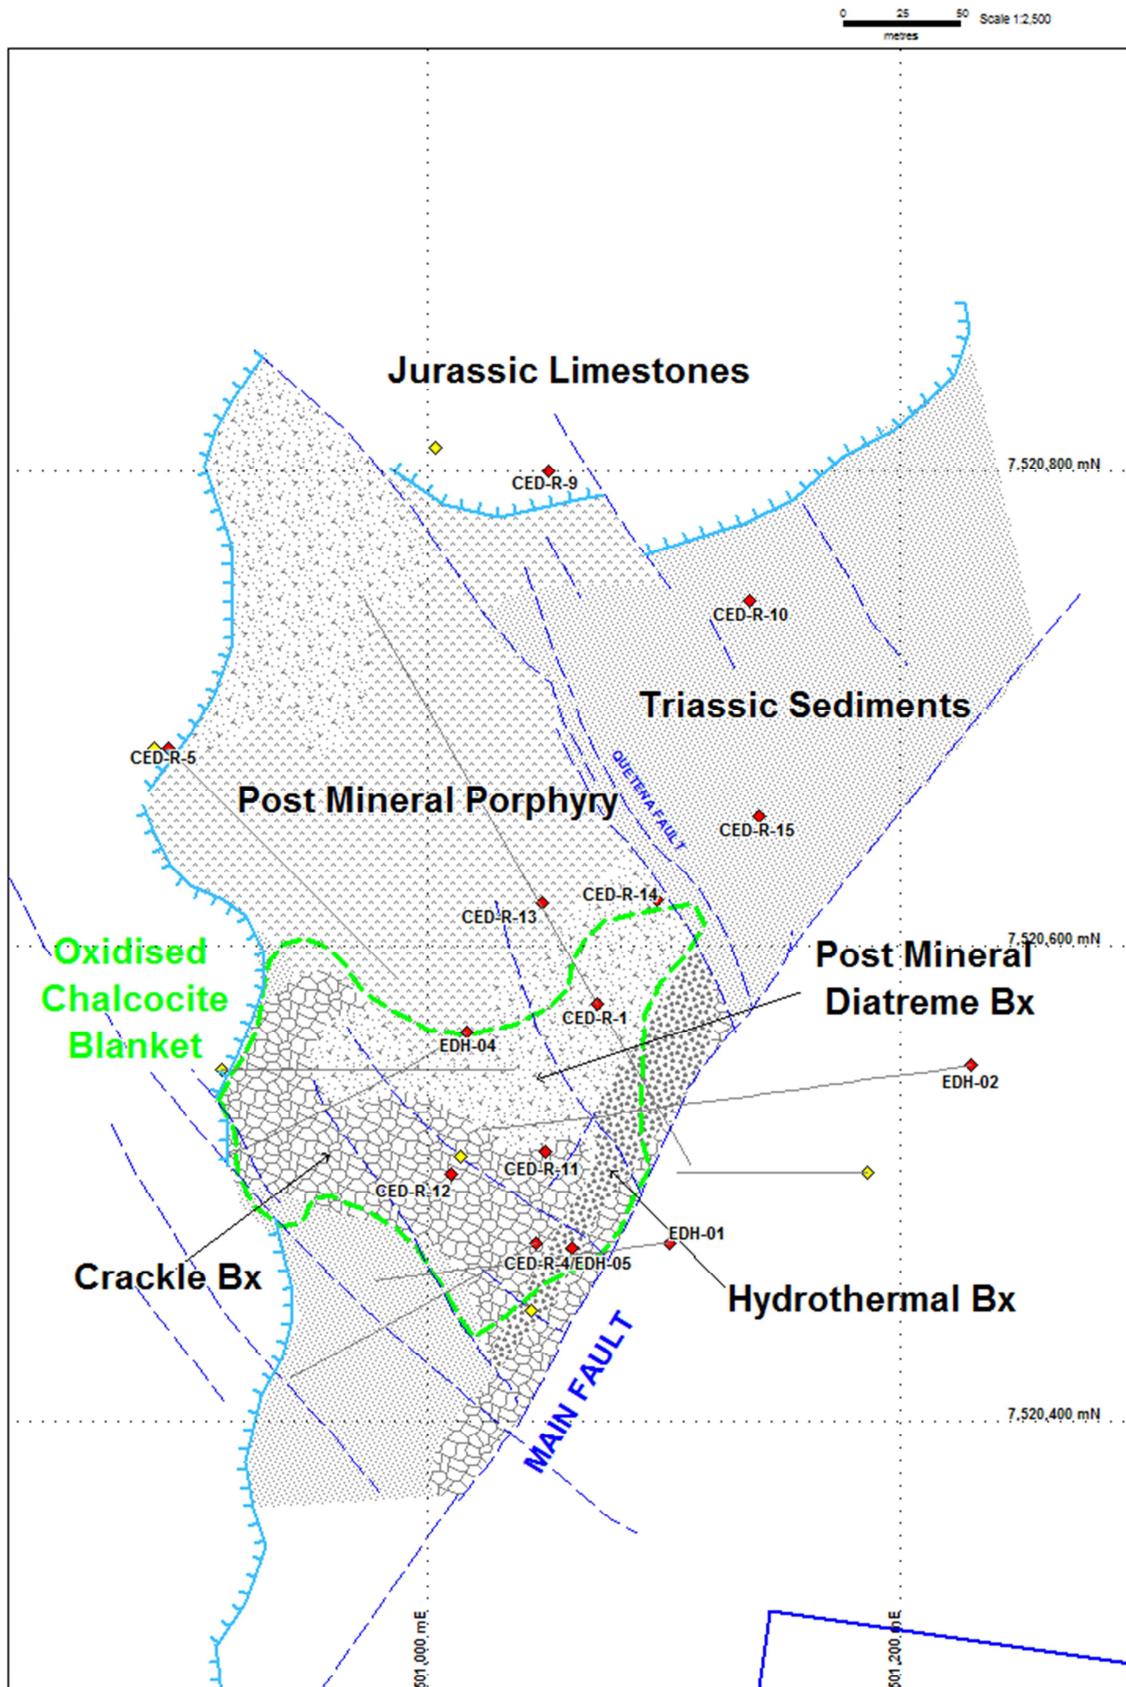 0 25 50 Scale 1:2,500
metres
Jurassic Limestones
7,520,800 mN
CED-R-9
CED-R-10
Triassic Sediments
CED-R-5
QUETENA FAULT
Post Mineral Porphyry
CED-R-15
CED-R-14
CED-R-13
7,520,600 mN
Oxidised
Chalcocite
Blanket
Post Mineral
Diatreme Bx
CED-R-1
EDH-04
EDH-02
CED-R-11
CED-R-12
EDH-01
CED-R-4/EDH-05
Crackle Bx
Hydrothermal Bx
MAIN FAULT
7,520,400 mN
501,000 mE
501,200 mE